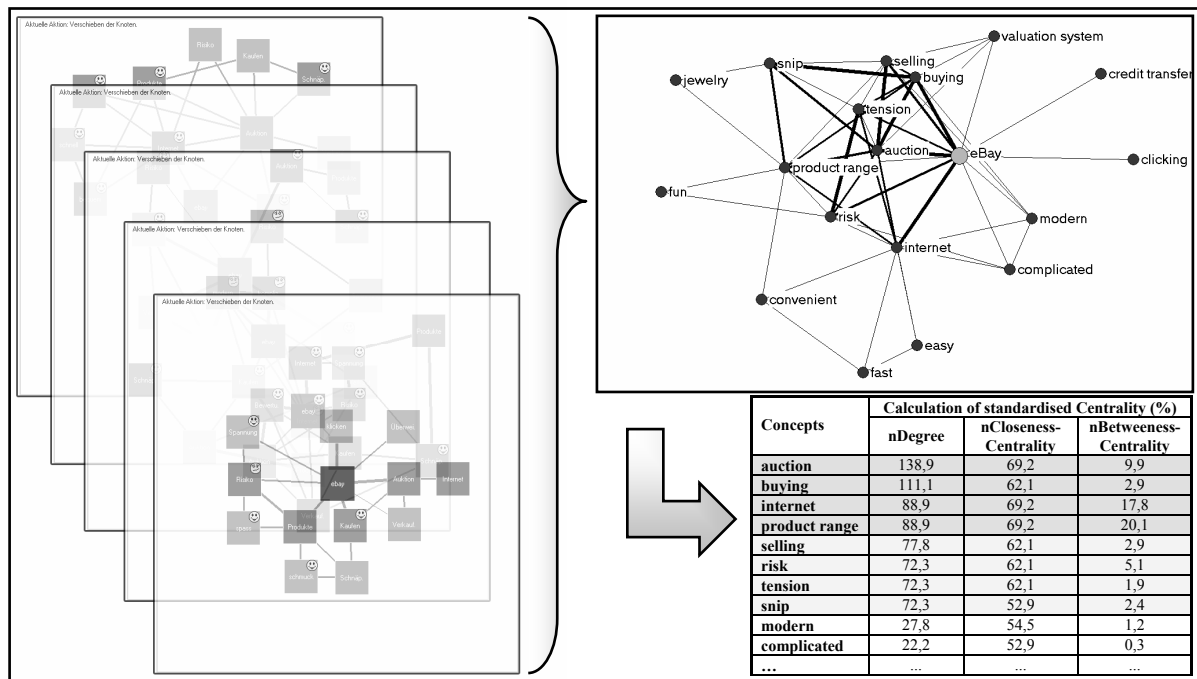 Aktuelle Aktion: Verschieben der Knoten.
Risiko
Kaufen
Produkte
Schnäp
Aktuelle Aktion: Verschieben der Knoten.
Aktuelle Aktion: Verschieben der Knoten.
Aktuelle Aktion: Verschieben der Knoten.
Aktuelle Aktion: Verschieben der Knoten.
Produkte
Internet
ebay
klicken
Überwei
Spannung
Risiko
ebay
Auktion
Internet
spass
Produkte
Kaufen
Verkauf
schmuck
Schnäp
valuation system
selling
snip
buying
credit transfer
jewelry
tension
auction
eBay
clicking
product range
fun
risk
modern
internet
complicated
convenient
easy
fast
Concepts
Calculation of standardised Centrality (%)
nDegree
nCloseness-Centrality
nBetweeness-Centrality
auction 138,9 69,2 9,9
buying 111,1 62,1 2,9
internet 88,9 69,2 17,8
product range 88,9 69,2 20,1
selling 77,8 62,1 2,9
risk 72,3 62,1 5,1
tension 72,3 62,1 1,9
snip 72,3 52,9 2,4
modern 27,8 54,5 1,2
complicated 22,2 52,9 0,3
... ... ... ...